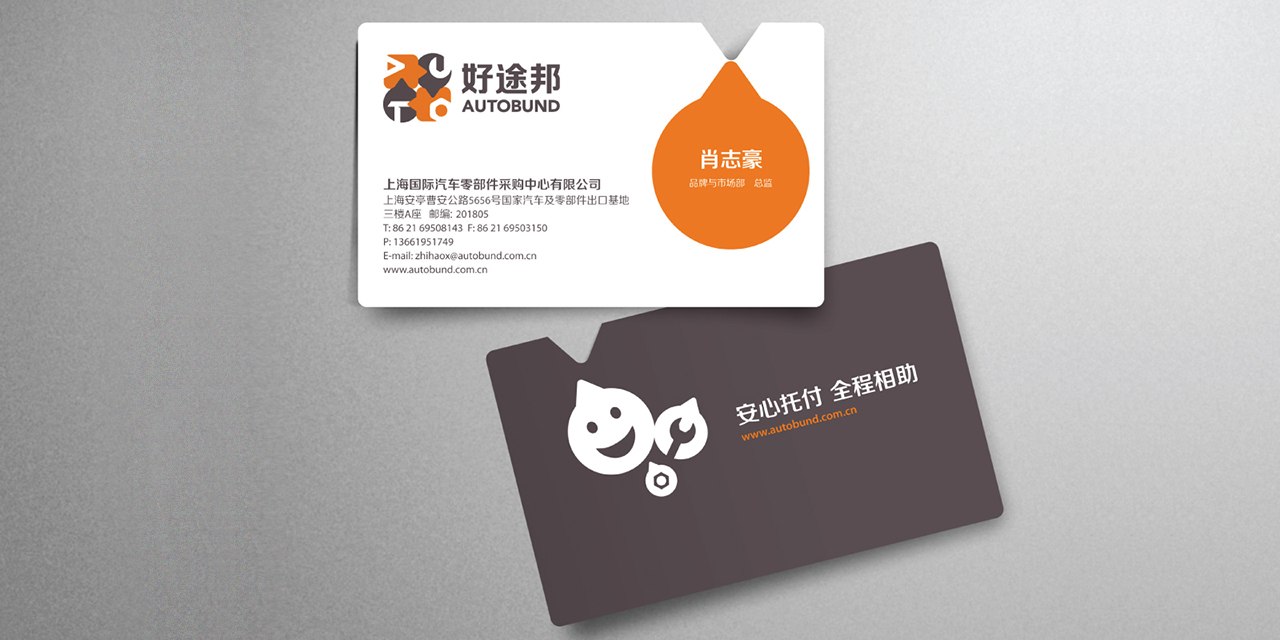 A U
T O
好途邦
AUTOBUND
肖志豪
品牌与市场部 总监
上海国际汽车零部件采购中心有限公司
上海安亭曹安公路5656号国家汽车及零部件出口基地
三楼A座 邮编: 201805
T: 86 21 69508143 F: 86 21 69503150
P: 13661951749
E-mail: zhihaox@autobund.com.cn
www.autobund.com.cn
安心托付 全程相助
www.autobund.com.cn